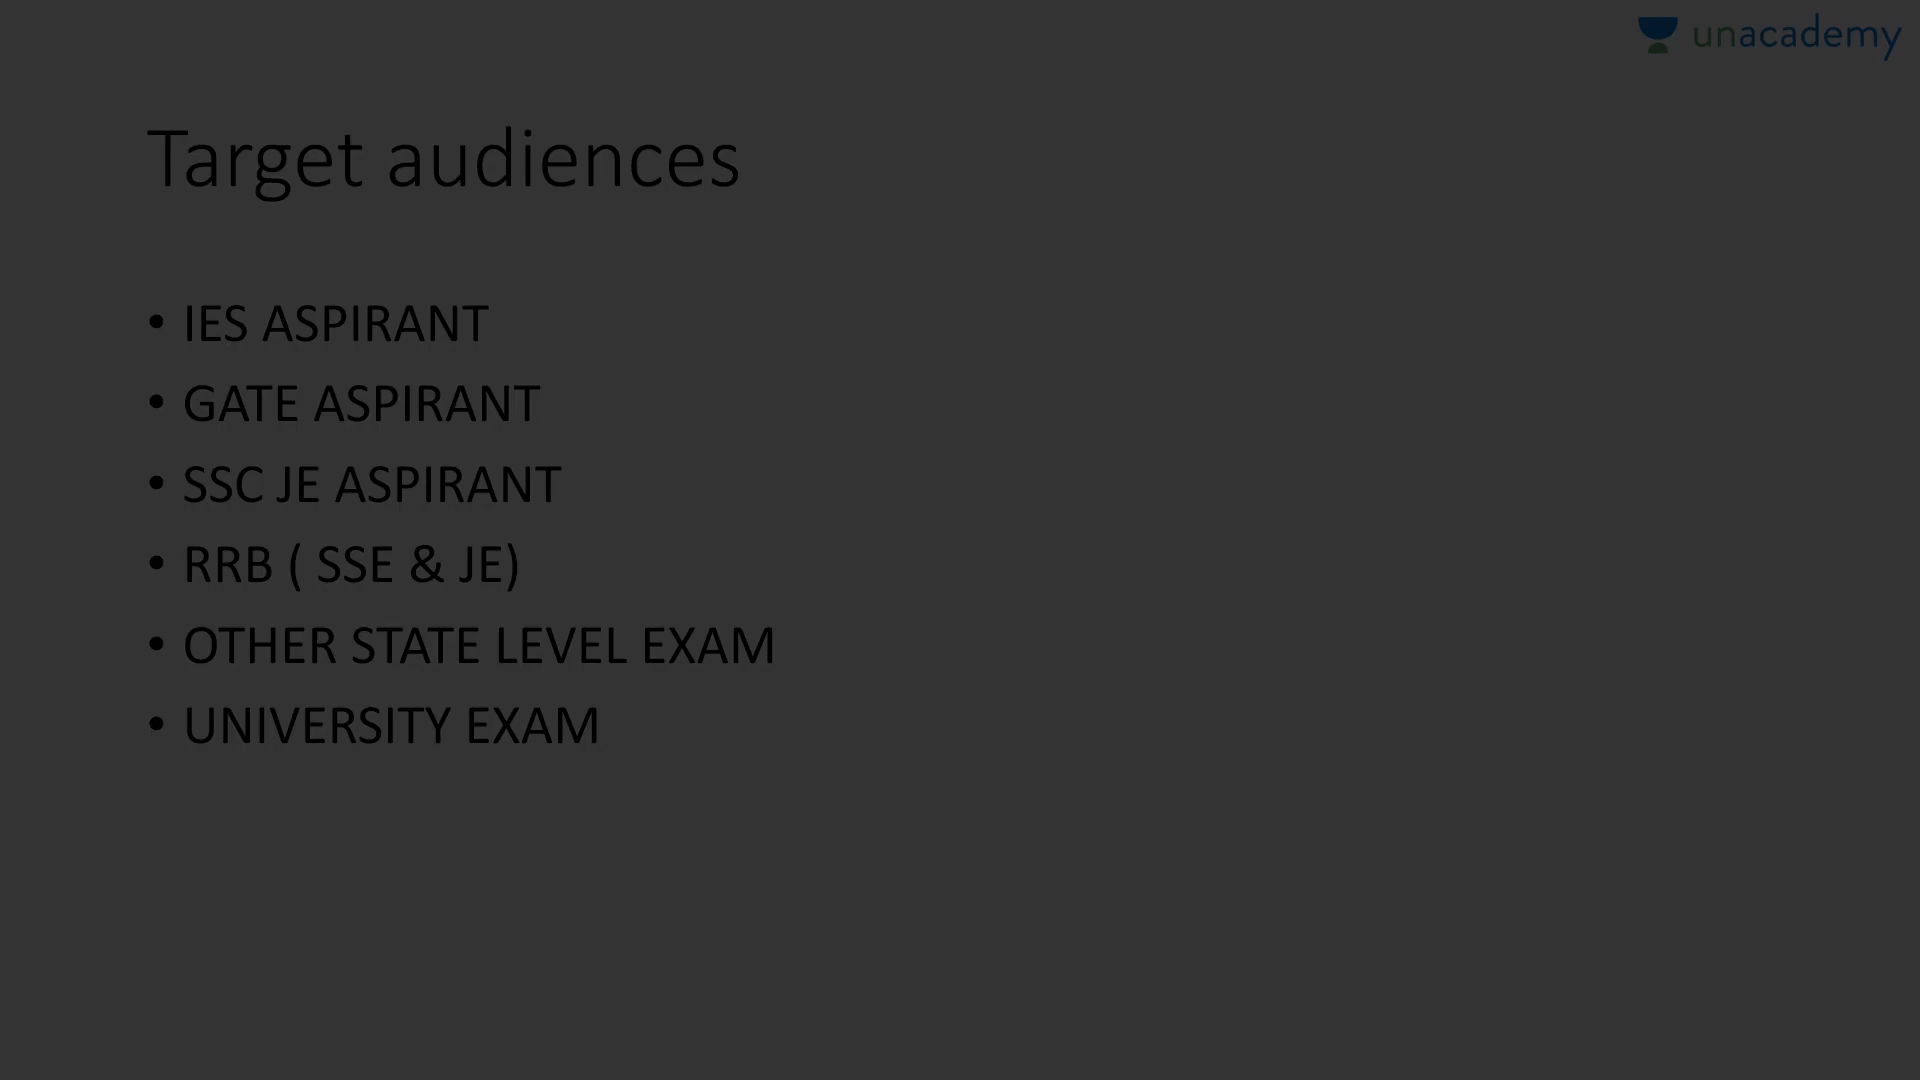 unacademy
Target audiences
• IES ASPIRANT
• GATE ASPIRANT
• SSC JE ASPIRANT
• RRB ( SSE & JE)
• OTHER STATE LEVEL EXAM
• UNIVERSITY EXAM